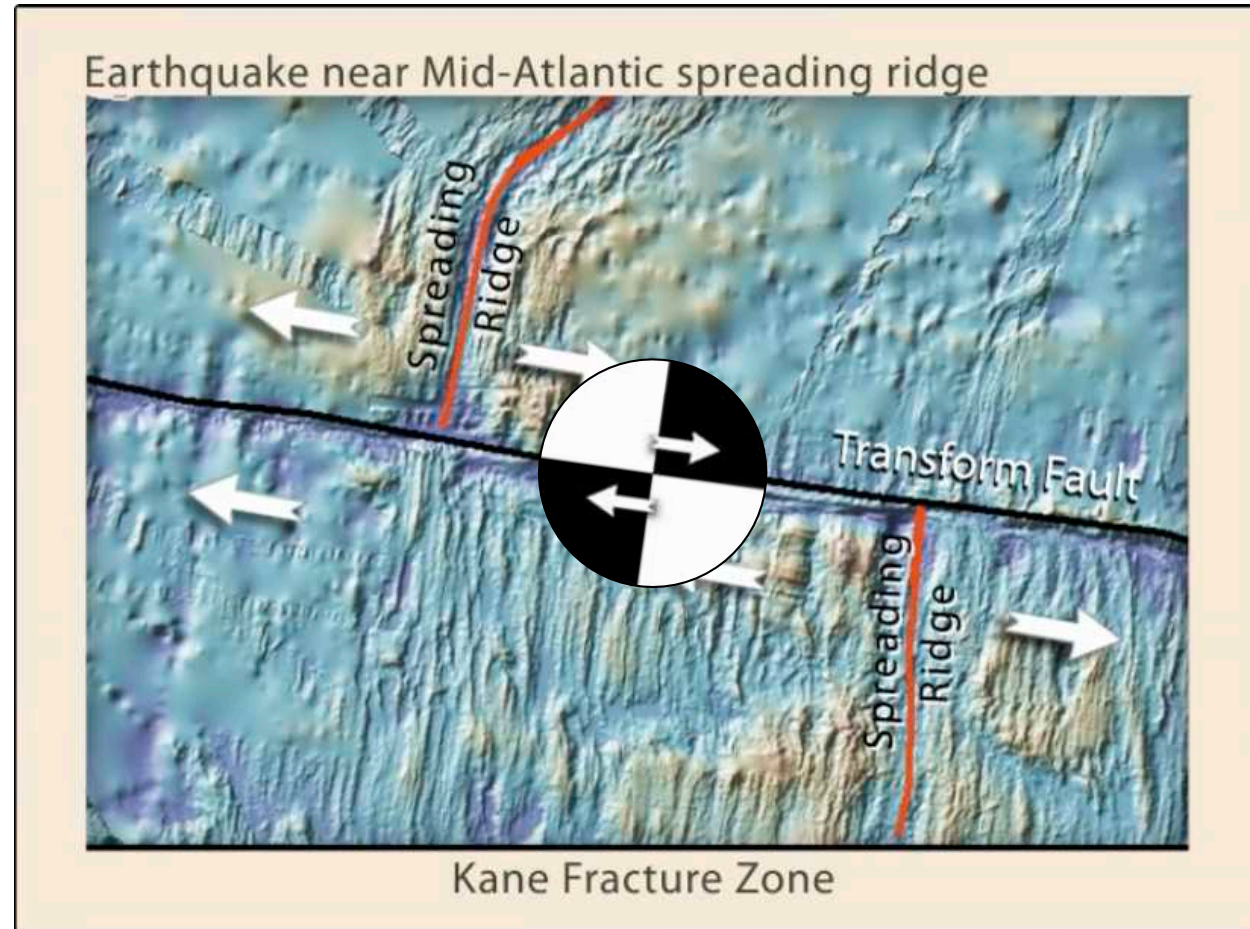 Earthquake near Mid-Atlantic spreading ridge
Spreading
Ridge
Transform Fault
Spreading
Ridge
Kane Fracture Zone